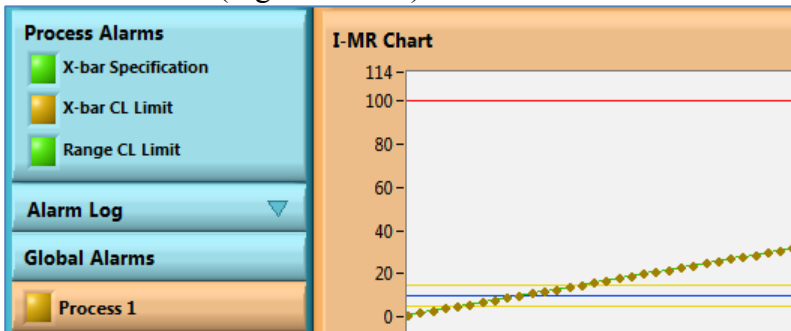 Process Alarms
X-bar Specification
X-bar CL Limit
Range CL Limit
Alarm Log
Global Alarms
Process 1
I-MR Chart
114
100
80
60
40
20
0